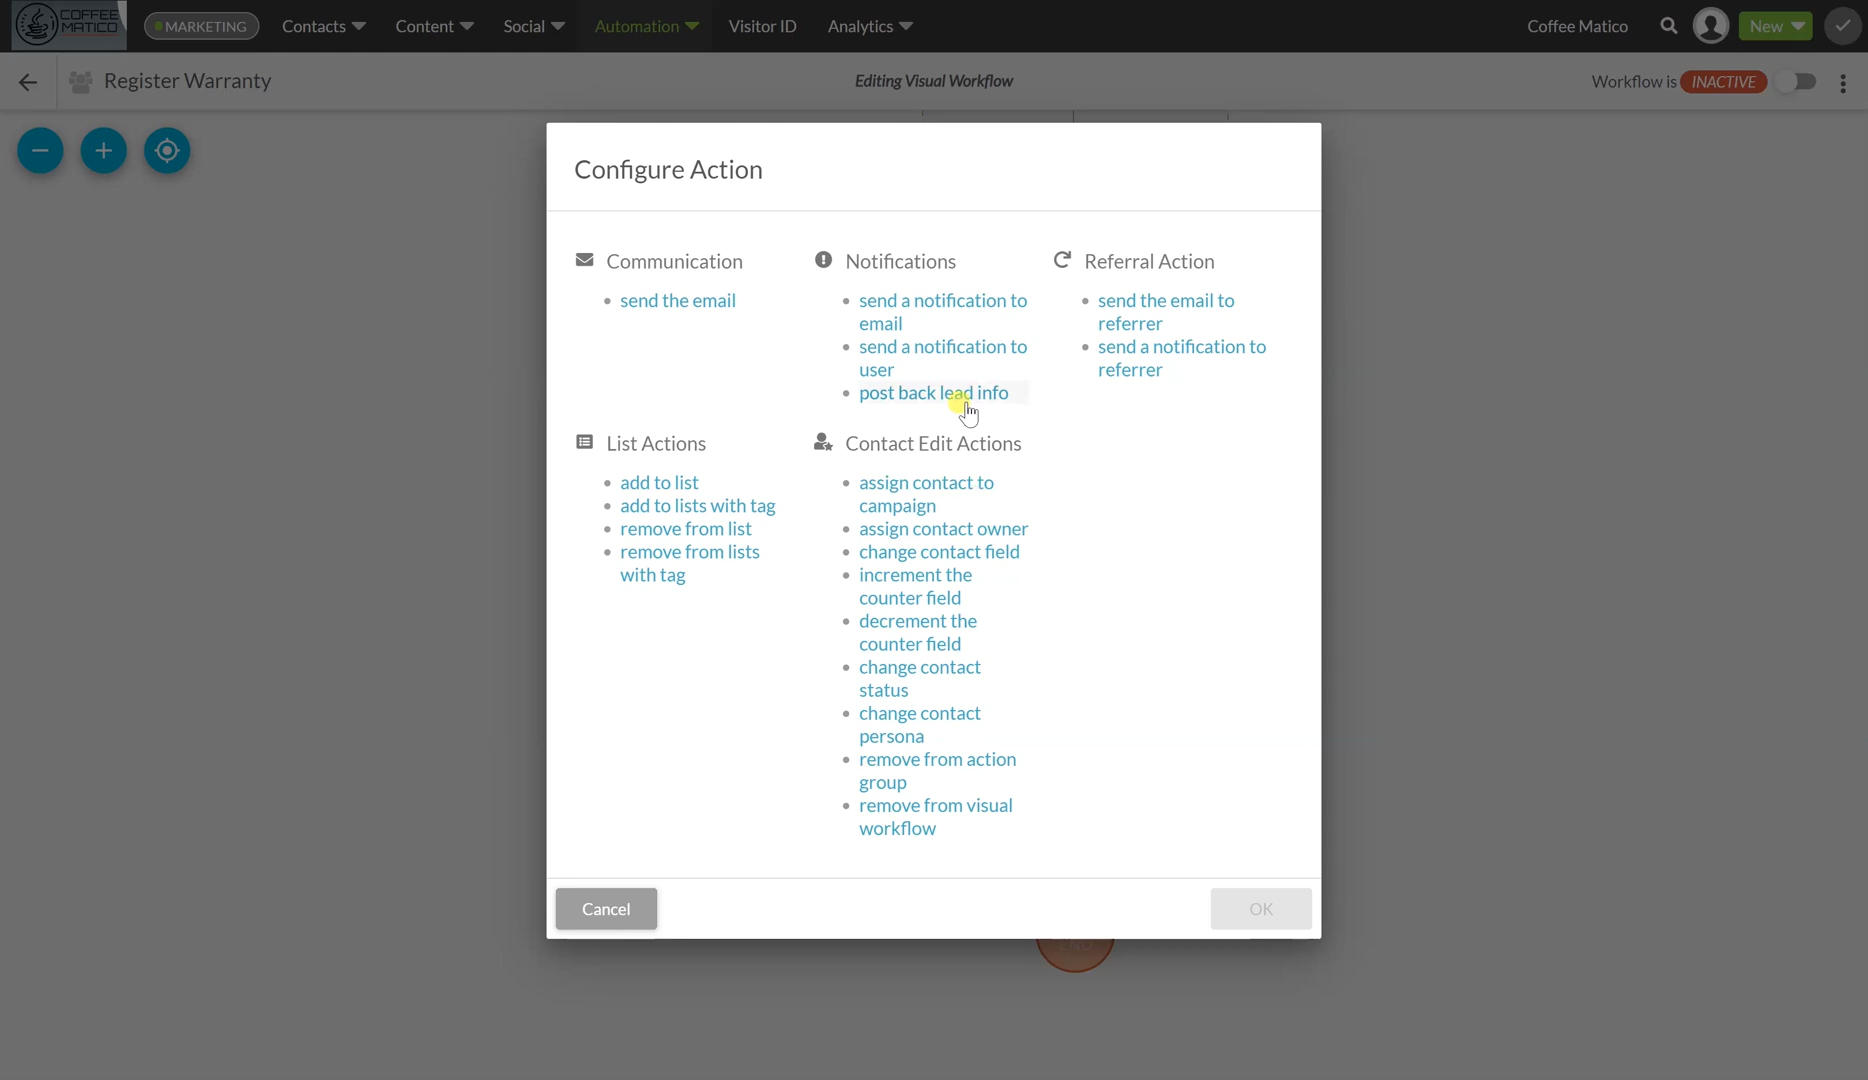 COFFEE
MATICO
MARKETING
Contacts
Content
Social
Automation
Visitor ID
Analytics
Coffee Matico
New
Register Warranty
Editing Visual Workflow
Workflow is INACTIVE
Configure Action
Communication
send the email
Notifications
send a notification to
email
send a notification to
user
post back lead info
Referral Action
send the email to
referrer
send a notification to
referrer
List Actions
add to list
add to lists with tag
remove from list
remove from lists
with tag
Contact Edit Actions
assign contact to
campaign
assign contact owner
change contact field
increment the
counter field
decrement the
counter field
change contact
status
change contact
persona
remove from action
group
remove from visual
workflow
Cancel
OK
END